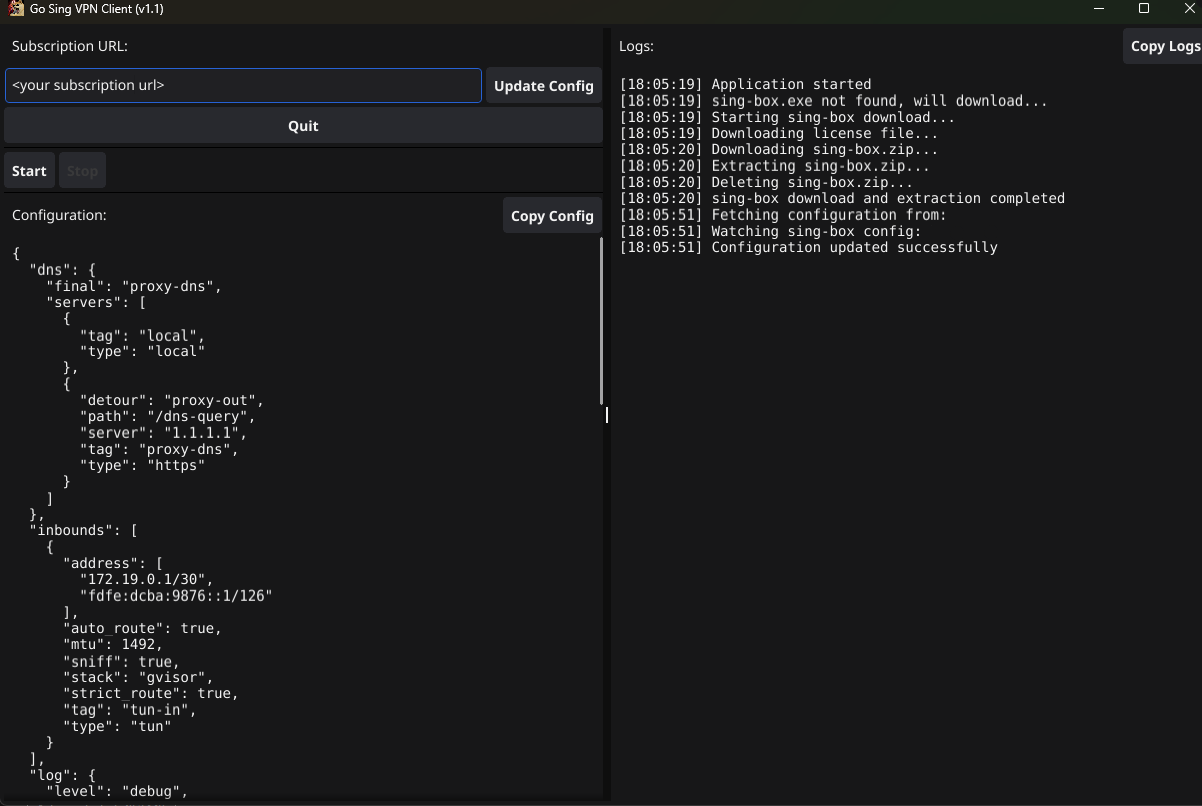 Go Sing VPN Client (v1.1)
Subscription URL:
<your subscription url>
Update Config
Quit
Start
Stop
Configuration:
Copy Config
{
  "dns": {
    "final": "proxy-dns",
    "servers": [
      {
        "tag": "local",
        "type": "local"
      },
      {
        "detour": "proxy-out",
        "path": "/dns-query",
        "server": "1.1.1.1",
        "tag": "proxy-dns",
        "type": "https"
      }
    ]
  },
  "inbounds": [
    {
      "address": [
        "172.19.0.1/30",
        "fdfe:dcba:9876::1/126"
      ],
      "auto_route": true,
      "mtu": 1492,
      "sniff": true,
      "stack": "gvisor",
      "strict_route": true,
      "tag": "tun-in",
      "type": "tun"
    }
  ],
  "log": {
    "level": "debug",
Logs:
Copy Logs
[18:05:19] Application started
[18:05:19] sing-box.exe not found, will download...
[18:05:19] Starting sing-box download...
[18:05:19] Downloading license file...
[18:05:20] Downloading sing-box.zip...
[18:05:20] Extracting sing-box.zip...
[18:05:20] Deleting sing-box.zip...
[18:05:20] sing-box download and extraction completed
[18:05:51] Fetching configuration from:
[18:05:51] Watching sing-box config:
[18:05:51] Configuration updated successfully